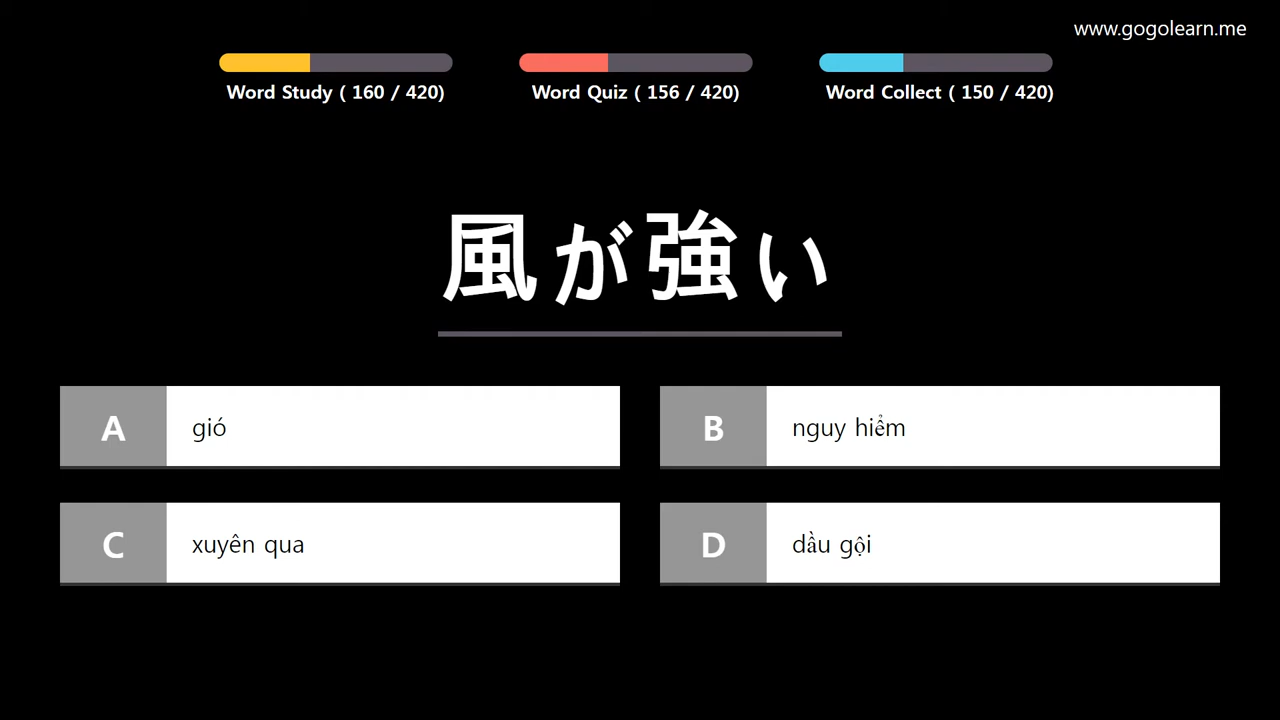 www.gogolearn.me
Word Study ( 160 / 420)
Word Quiz ( 156 / 420)
Word Collect ( 150 / 420)
風が強い
A gió
B nguy hiểm
C xuyên qua
D dầu gội